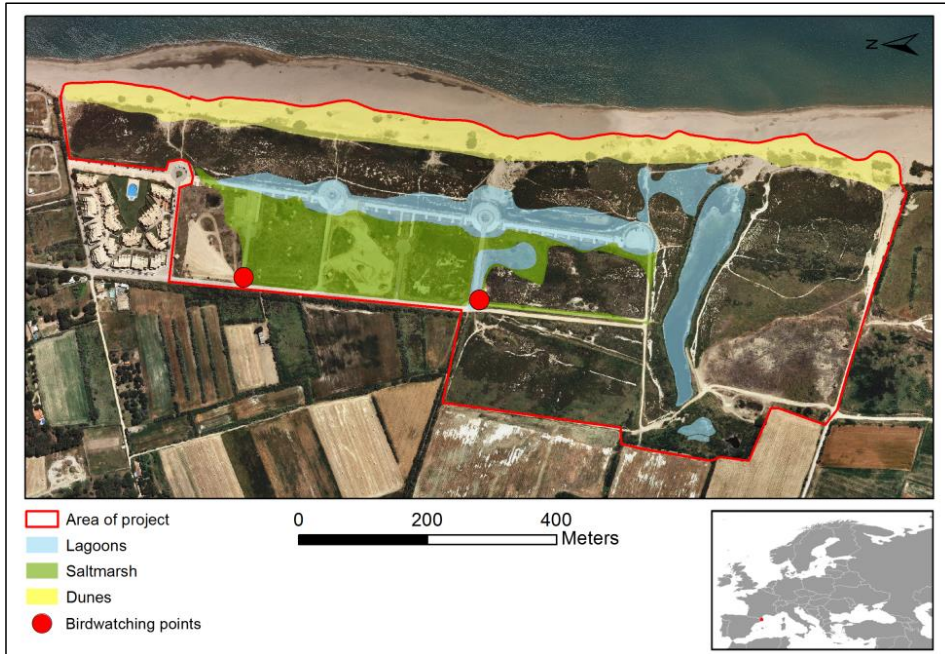 Z
Area of project
Lagoons
Saltmarsh
Dunes
Birdwatching points
0 200 400
Meters